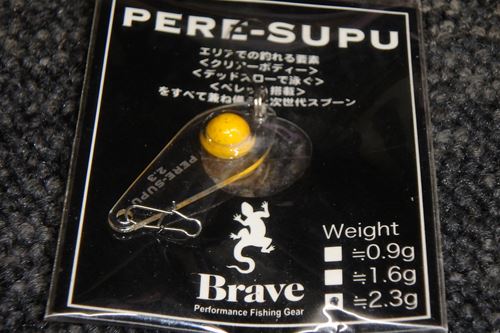 PERE-SUPU
エリアでの釣れる要素
<クリアーボディー>
<デッドスローで泳ぐ>
<ペレット搭載>
をすべて兼ね備 次世代スプーン
PERE-SUPU
2.3
Weight
≒0.9g
≒1.6g
≒2.3g
Brave
Performance Fishing Gear